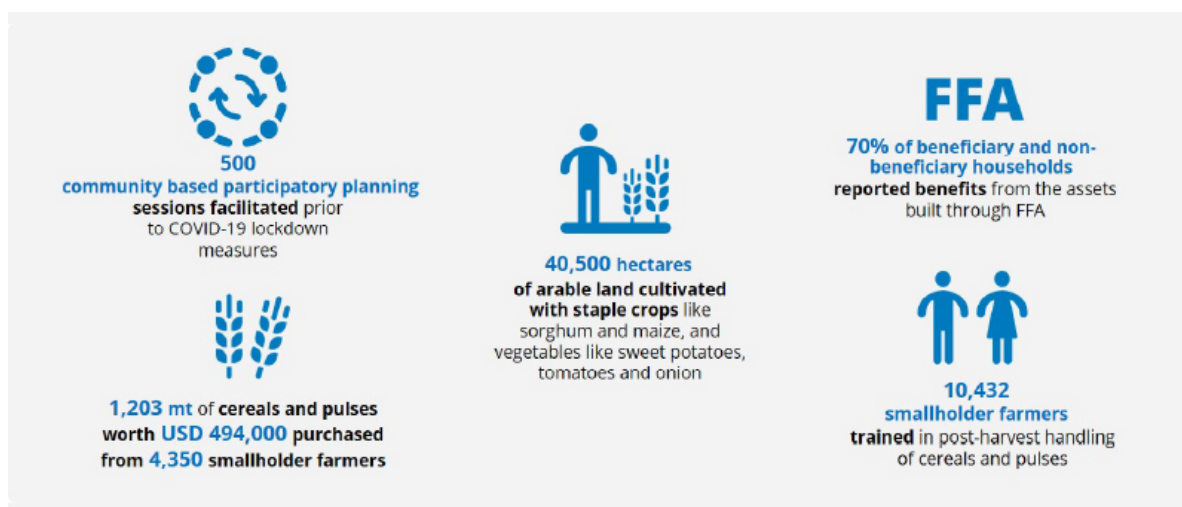 500
community based participatory planning
sessions facilitated prior
to COVID-19 lockdown
measures
1,203 mt of cereals and pulses
worth USD 494,000 purchased
from 4,350 smallholder farmers
40,500 hectares
of arable land cultivated
with staple crops like
sorghum and maize, and
vegetables like sweet potatoes,
tomatoes and onion
FFA
70% of beneficiary and non-
beneficiary households
reported benefits from the assets
built through FFA
10,432
smallholder farmers
trained in post-harvest handling
of cereals and pulses